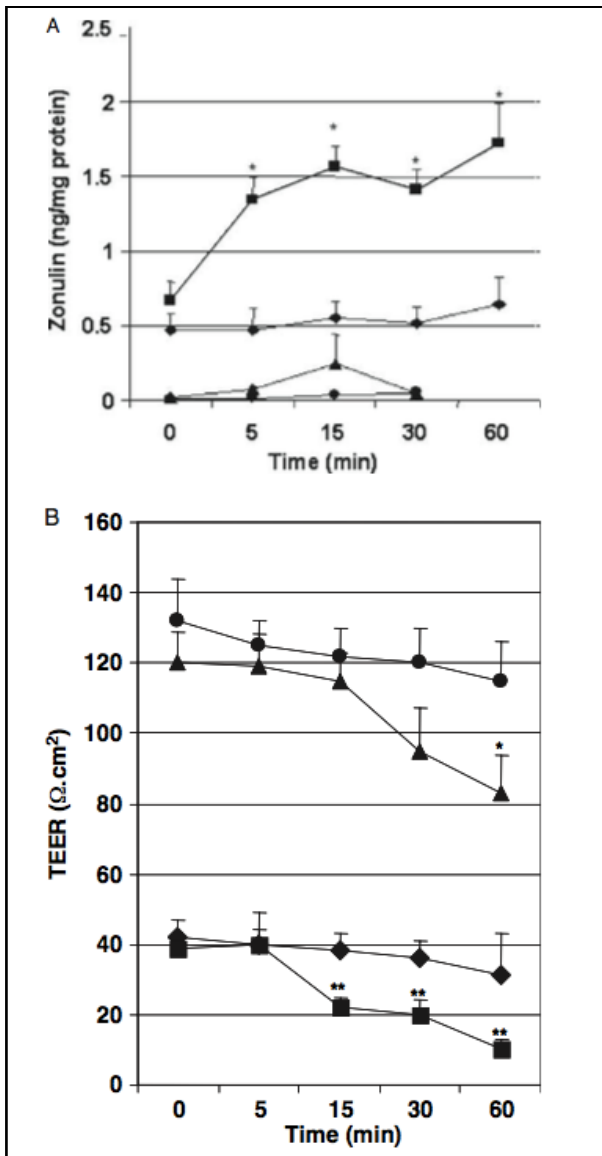 A
Zonulin (ng/mg protein)
2.5
2
1.5
1
0.5
0
* * * *
0 5 15 30 60
Time (min)
B
TEER (Ω.cm²)
160
140
120
100
80
60
40
20
0
*
** ** **
0 5 15 30 60
Time (min)